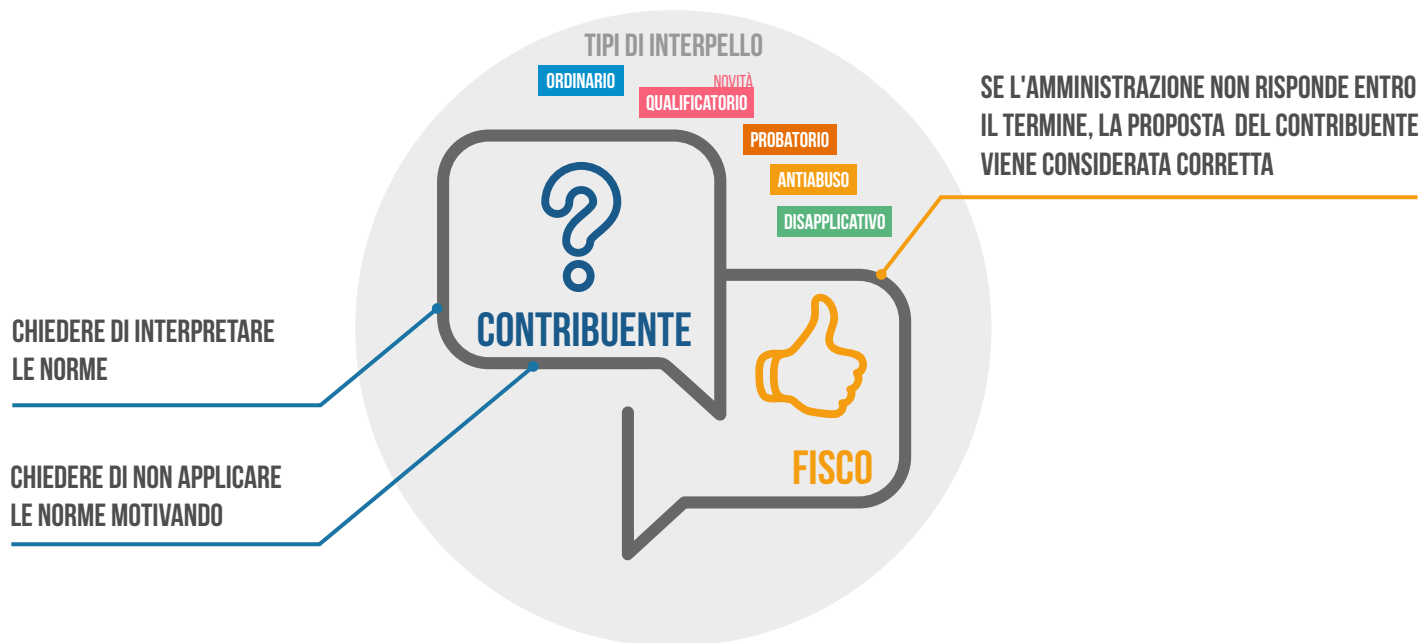 TIPI DI INTERPELLO
ORDINARIO
NOVITÀ
QUALIFICATORIO
PROBATORIO
ANTIABUSO
DISAPPLICATIVO
SE L'AMMINISTRAZIONE NON RISPONDE ENTRO
IL TERMINE, LA PROPOSTA DEL CONTRIBUENTE
VIENE CONSIDERATA CORRETTA
CONTRIBUENTE
CHIEDERE DI INTERPRETARE
LE NORME
FISCO
CHIEDERE DI NON APPLICARE
LE NORME MOTIVANDO